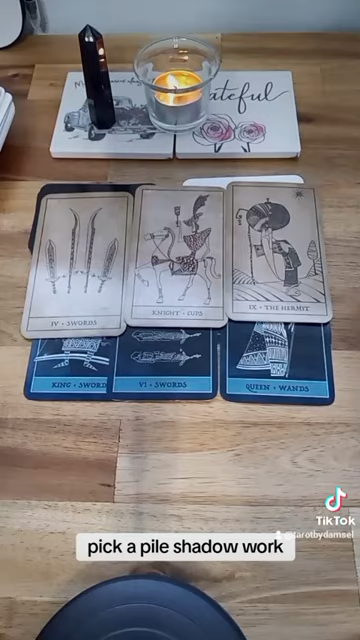 ateful
IV • SWORDS
KNIGHT • CUPS
IX • THE HERMIT
KING • SWORD
VI • SWORDS
QUEEN • WANDS
TikTok
@tarotbydamsel
pick a pile shadow work